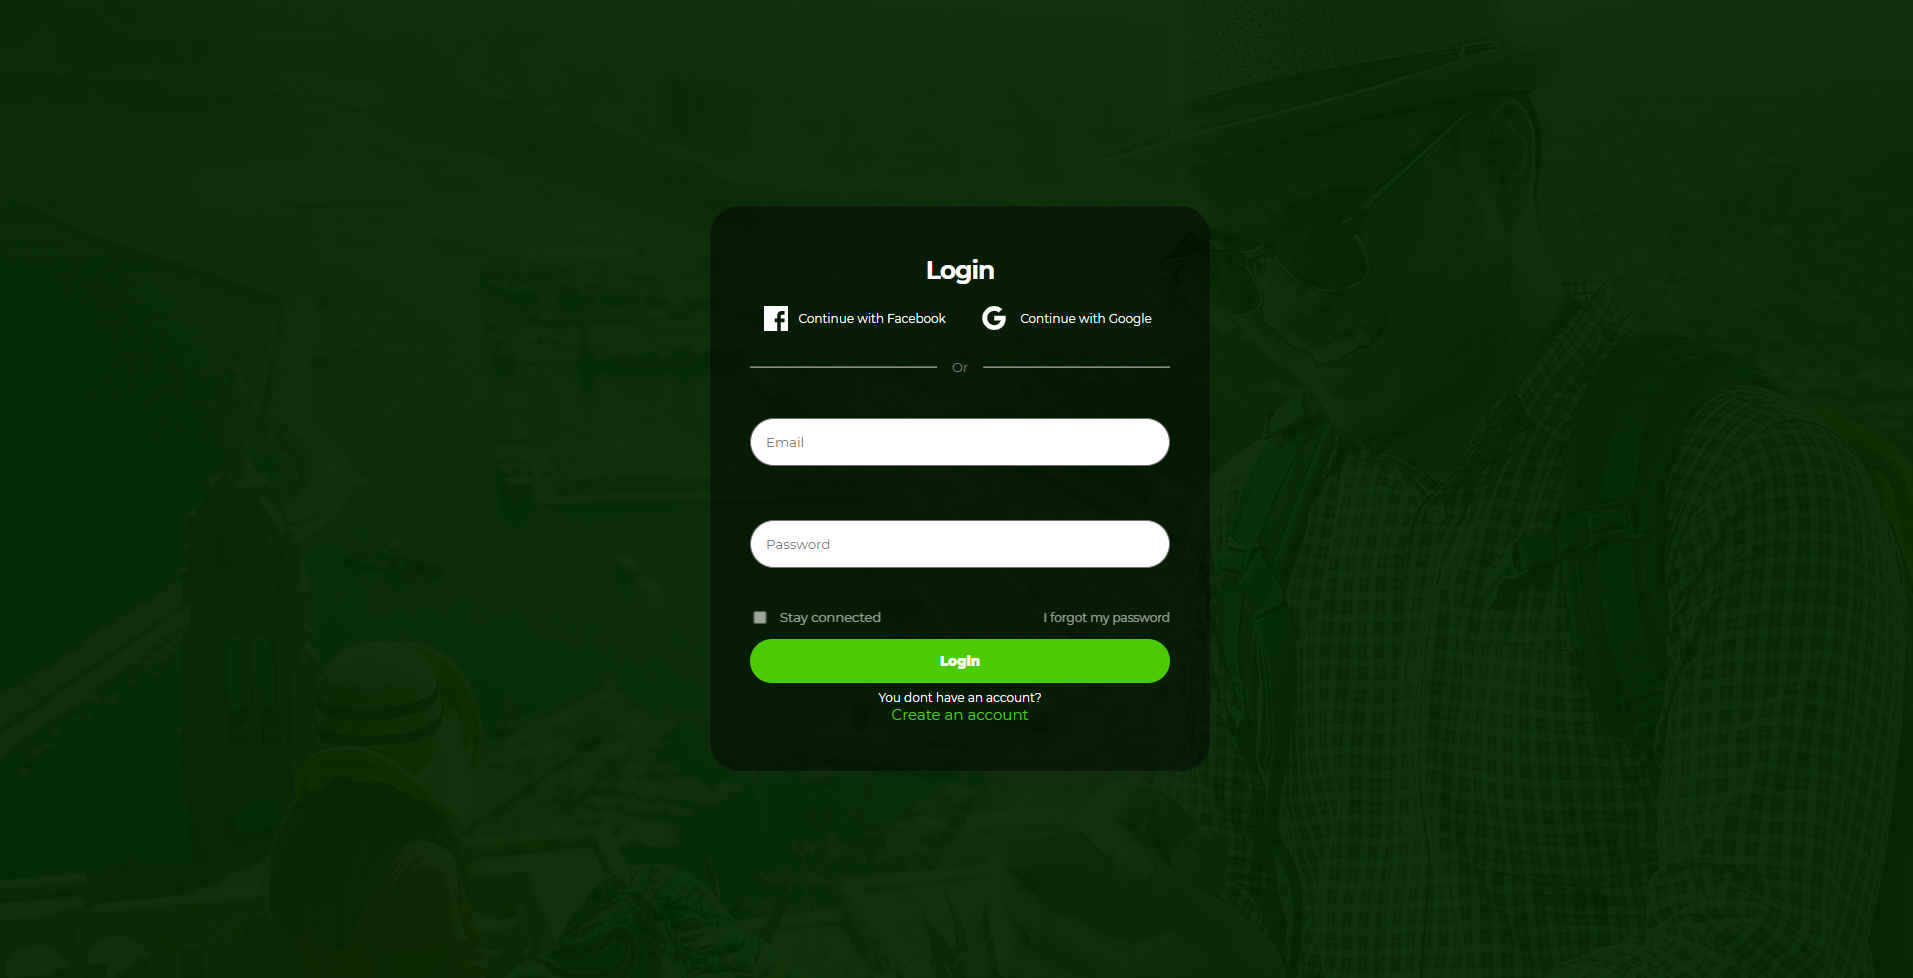 Login
Continue with Facebook
Continue with Google
Or
Email
Password
Stay connected
I forgot my password
Login
You dont have an account?
Create an account